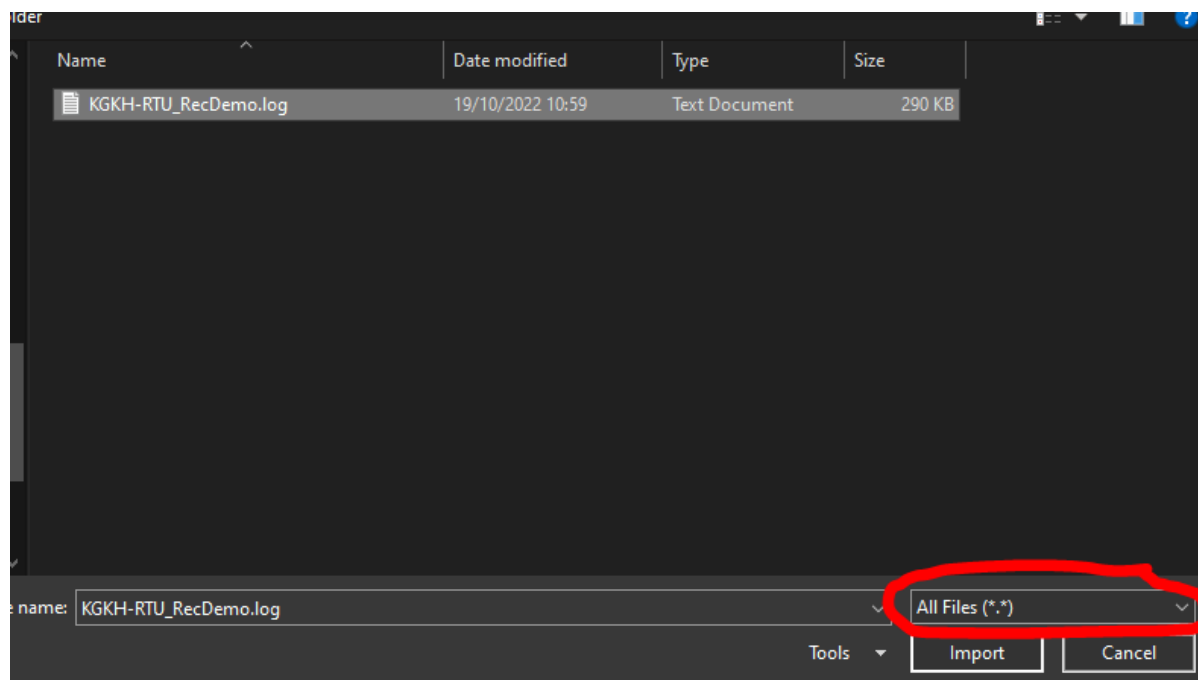 Name Date modified Type Size
KGKH-RTU_RecDemo.log 19/10/2022 10:59 Text Document 290 KB
name: KGKH-RTU_RecDemo.log All Files (*.*)
Tools Import Cancel